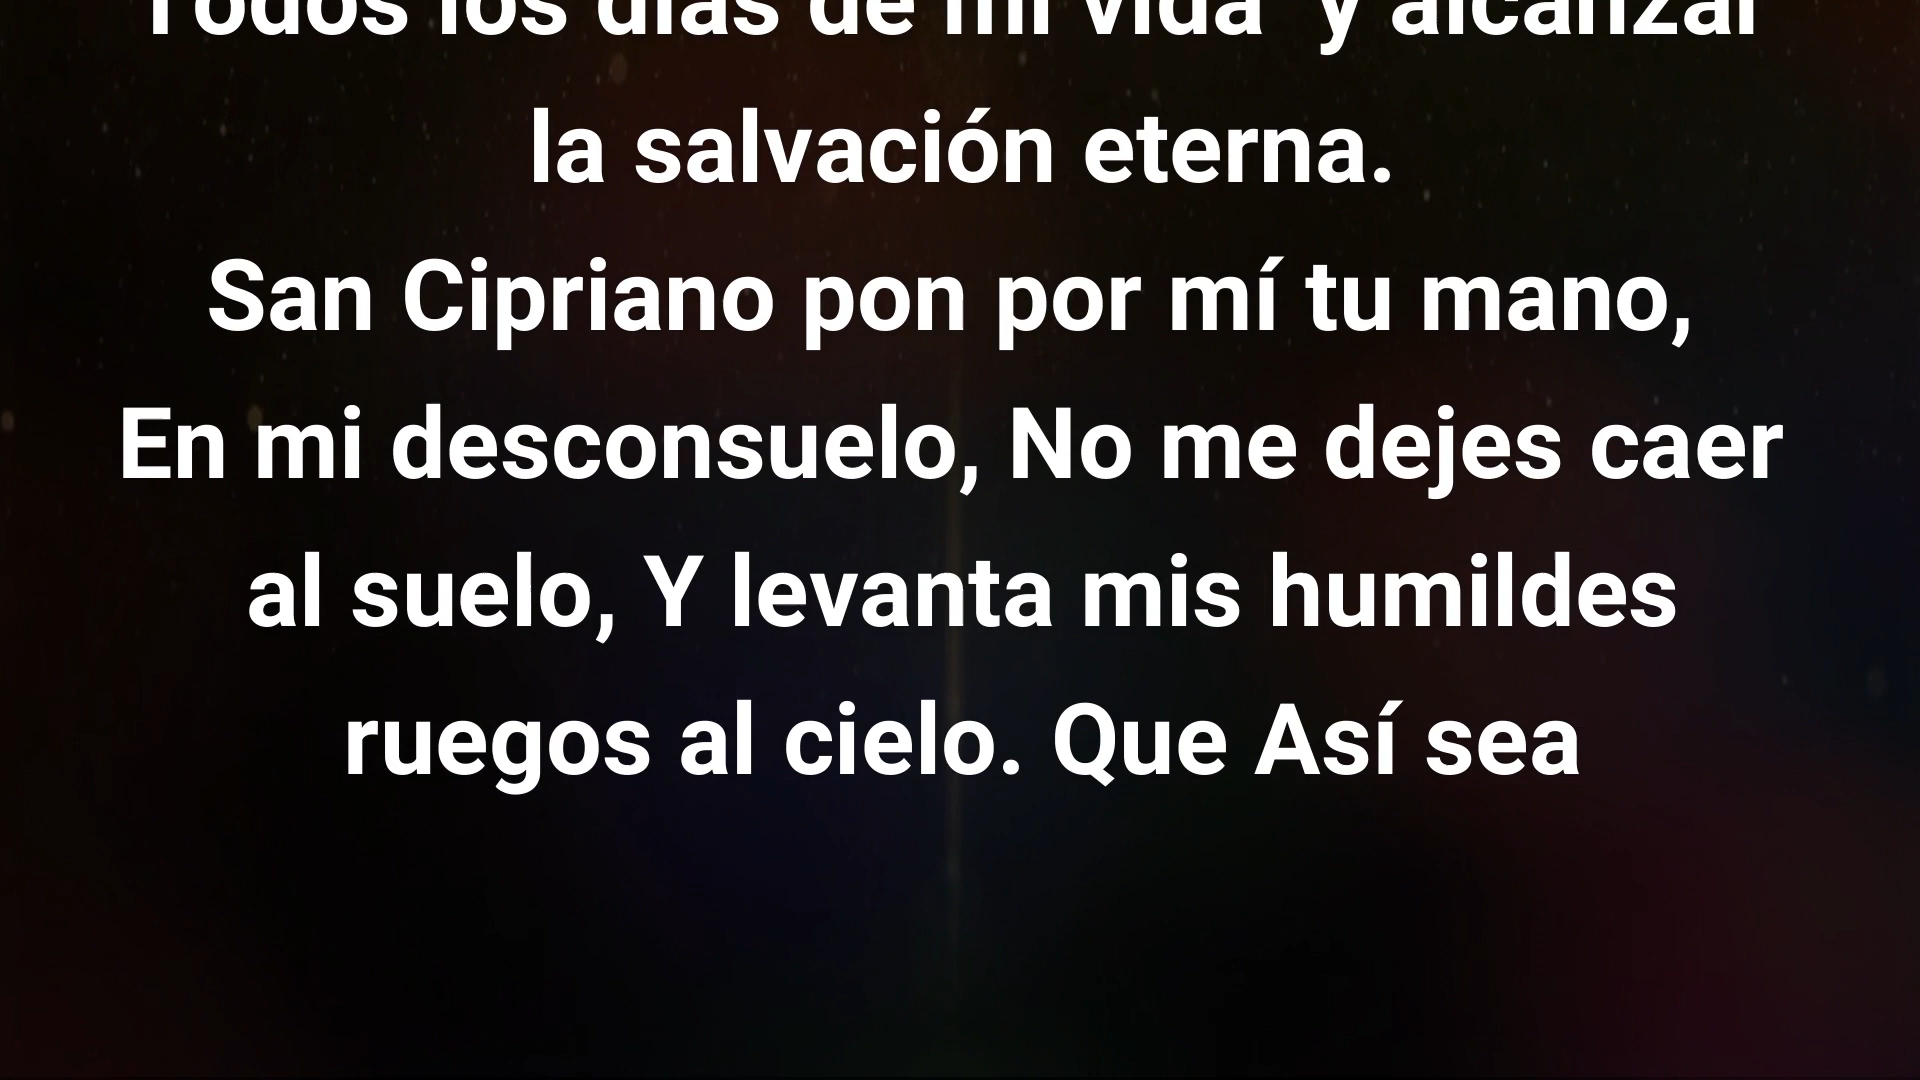 Todos los días de mi vida y alcanzar
la salvación eterna.
San Cipriano pon por mí tu mano,
En mi desconsuelo, No me dejes caer
al suelo, Y levanta mis humildes
ruegos al cielo. Que Así sea